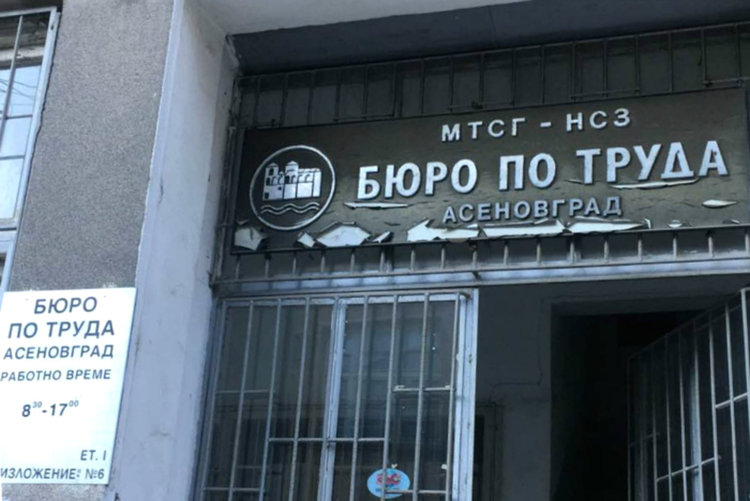 МТСГ - НСЗ
БЮРО ПО ТРУДА
АСЕНОВГРАД
БЮРО
ПО ТРУДА
АСЕНОВГРАД
РАБОТНО ВРЕМЕ
8³⁰-17⁰⁰
ЕТ. I
ИЗЛОЖЕНИЕ: №6